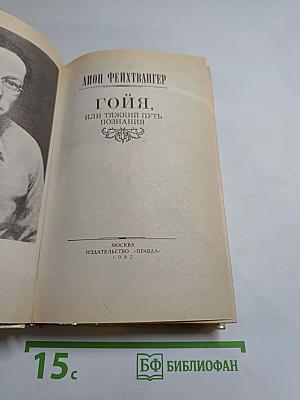 ЛИОН ФЕЙХТВАНГЕР
ГОЙЯ,
ИЛИ ТЯЖКИЙ ПУТЬ
ПОЗНАНИЯ
МОСКВА
ИЗДАТЕЛЬСТВО «ПРАВДА»
1982
15с
БФ БИБЛИОФАН